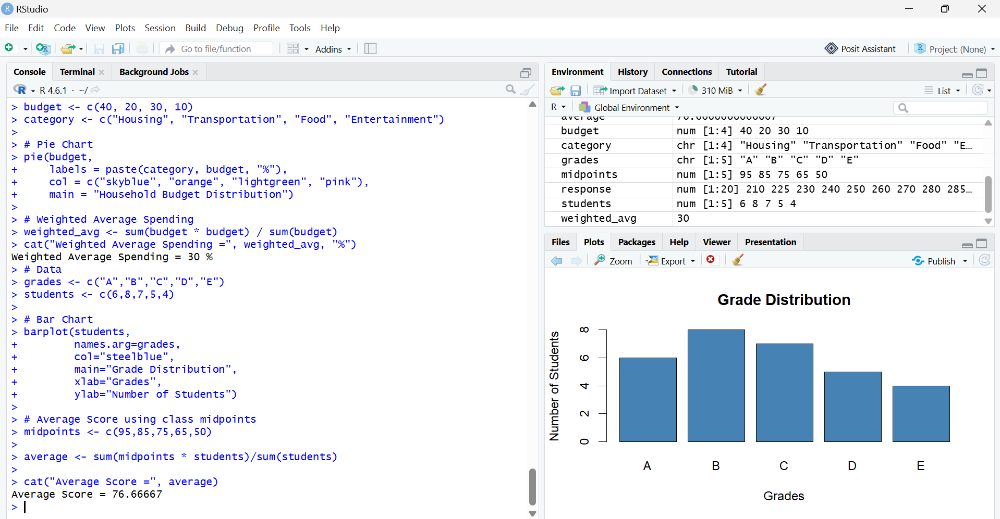 RStudio
File Edit Code View Plots Session Build Debug Profile Tools Help
Go to file/function Addins Posit Assistant Project: (None)
Console Terminal Background Jobs
R 4.6.1 · ~/
> budget <- c(40, 20, 30, 10)
> category <- c("Housing", "Transportation", "Food", "Entertainment")
>
> # Pie Chart
> pie(budget,
+     labels = paste(category, budget, "%"),
+     col = c("skyblue", "orange", "lightgreen", "pink"),
+     main = "Household Budget Distribution")
>
> # Weighted Average Spending
> weighted_avg <- sum(budget * budget) / sum(budget)
> cat("Weighted Average Spending =", weighted_avg, "%")
Weighted Average Spending = 30 %
> # Data
> grades <- c("A","B","C","D","E")
> students <- c(6,8,7,5,4)
>
> # Bar Chart
> barplot(students,
+         names.arg=grades,
+         col="steelblue",
+         main="Grade Distribution",
+         xlab="Grades",
+         ylab="Number of Students")
>
> # Average Score using class midpoints
> midpoints <- c(95,85,75,65,50)
>
> average <- sum(midpoints * students)/sum(students)
>
> cat("Average Score =", average)
Average Score = 76.66667
>
Environment History Connections Tutorial
Import Dataset 310 MiB List
R Global Environment
average 76.6666666666667
budget num [1:4] 40 20 30 10
category chr [1:4] "Housing" "Transportation" "Food" "E...
grades chr [1:5] "A" "B" "C" "D" "E"
midpoints num [1:5] 95 85 75 65 50
response num [1:20] 210 225 230 240 250 260 270 280 285...
students num [1:5] 6 8 7 5 4
weighted_avg 30
Files Plots Packages Help Viewer Presentation
Zoom Export Publish
Grade Distribution
Number of Students
8
6
4
2
0
A B C D E
Grades